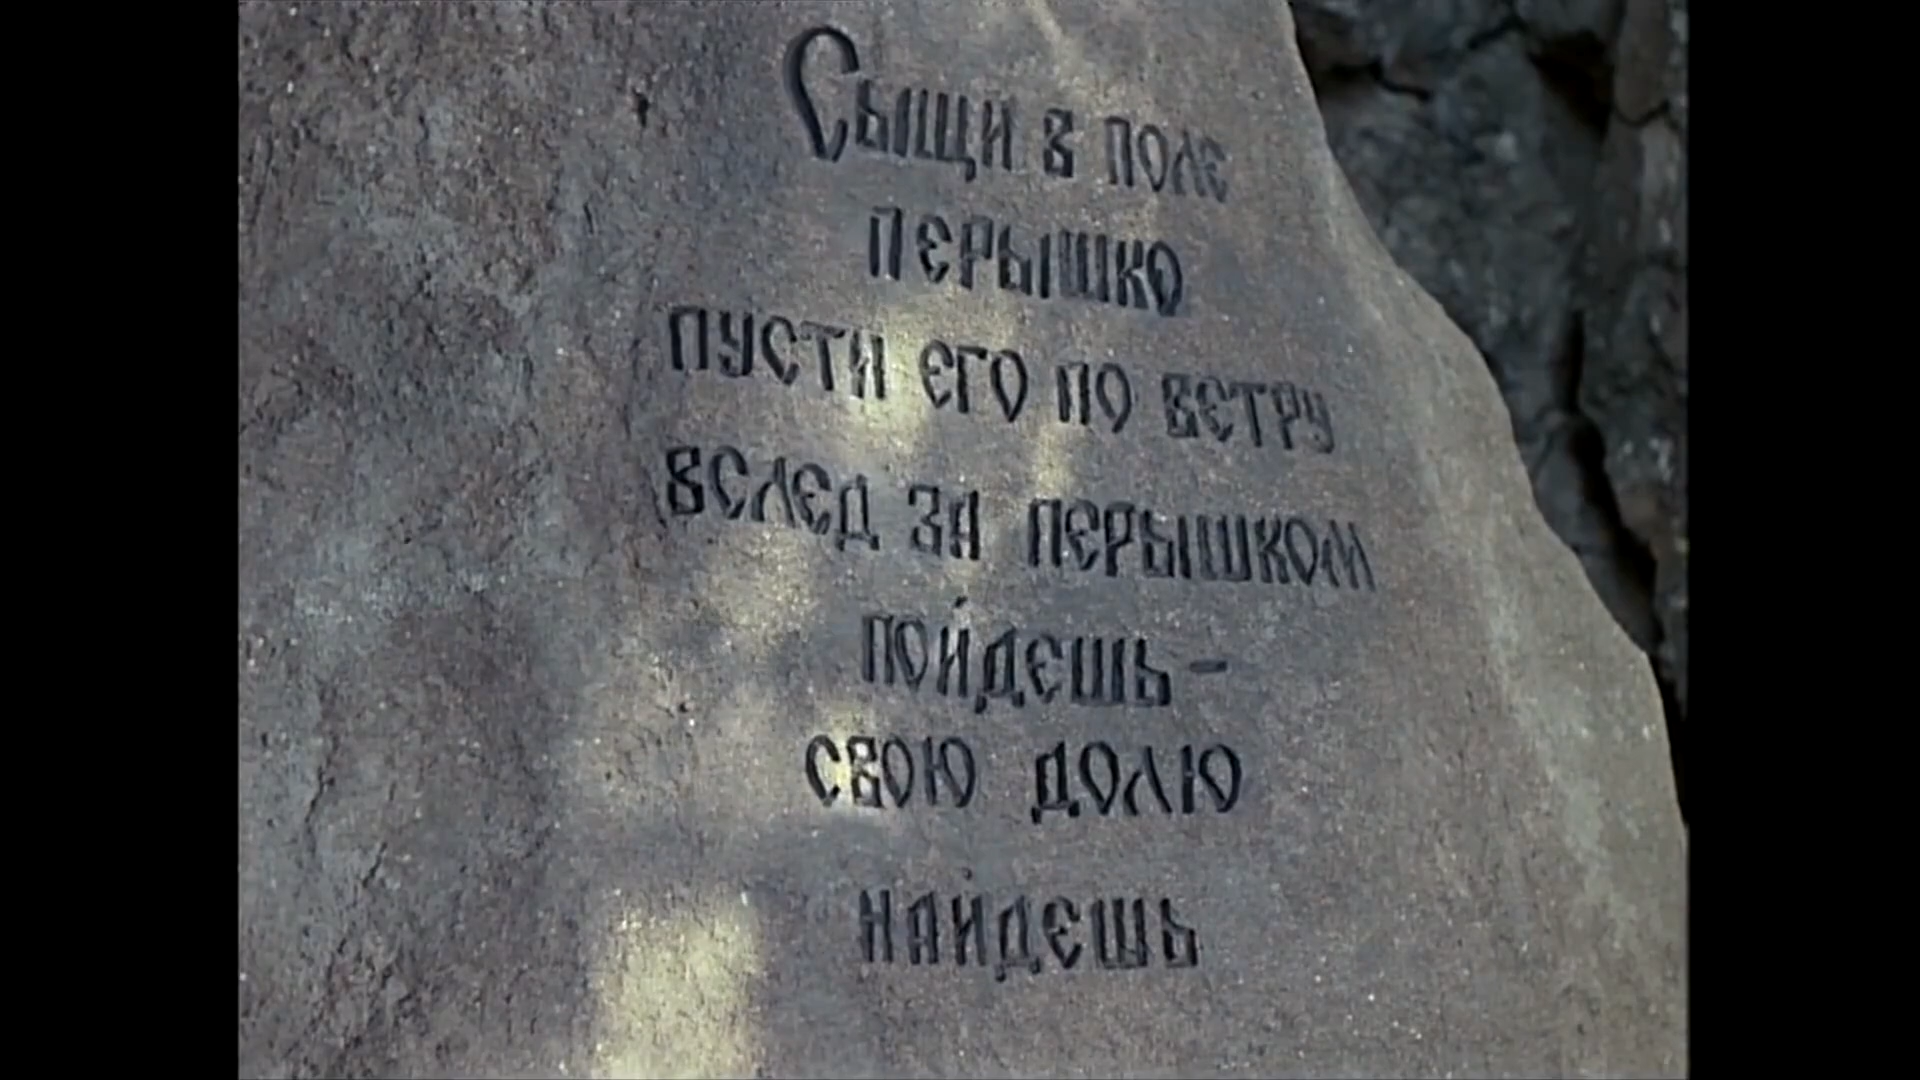 Сыщи в поле
перышко
пусти его по ветру
вслед за перышком
пойдешь -
свою долю
найдешь